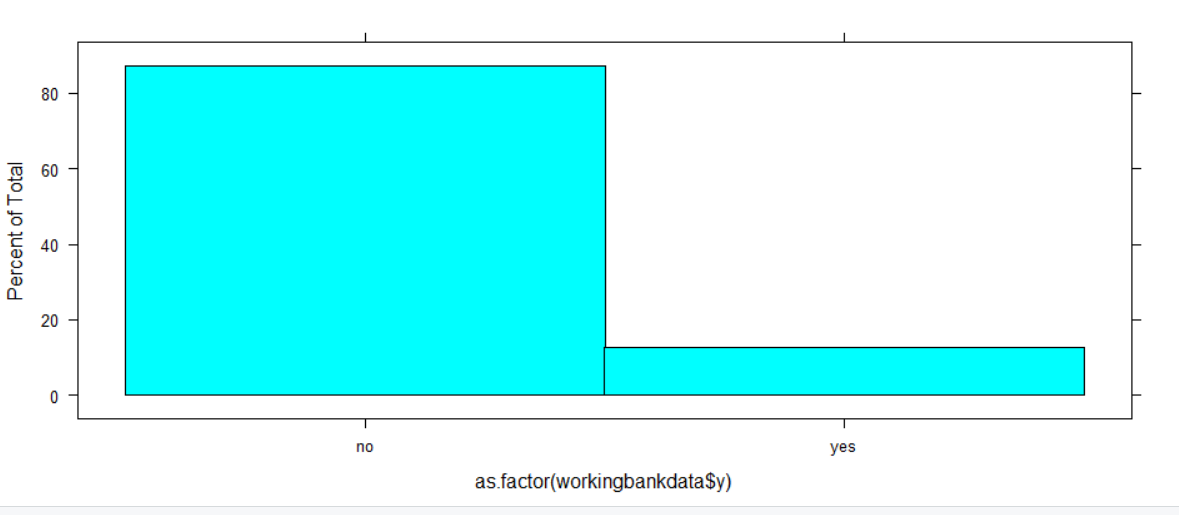 Percent of Total
80
60
40
20
0
no yes
as.factor(workingbankdata$y)